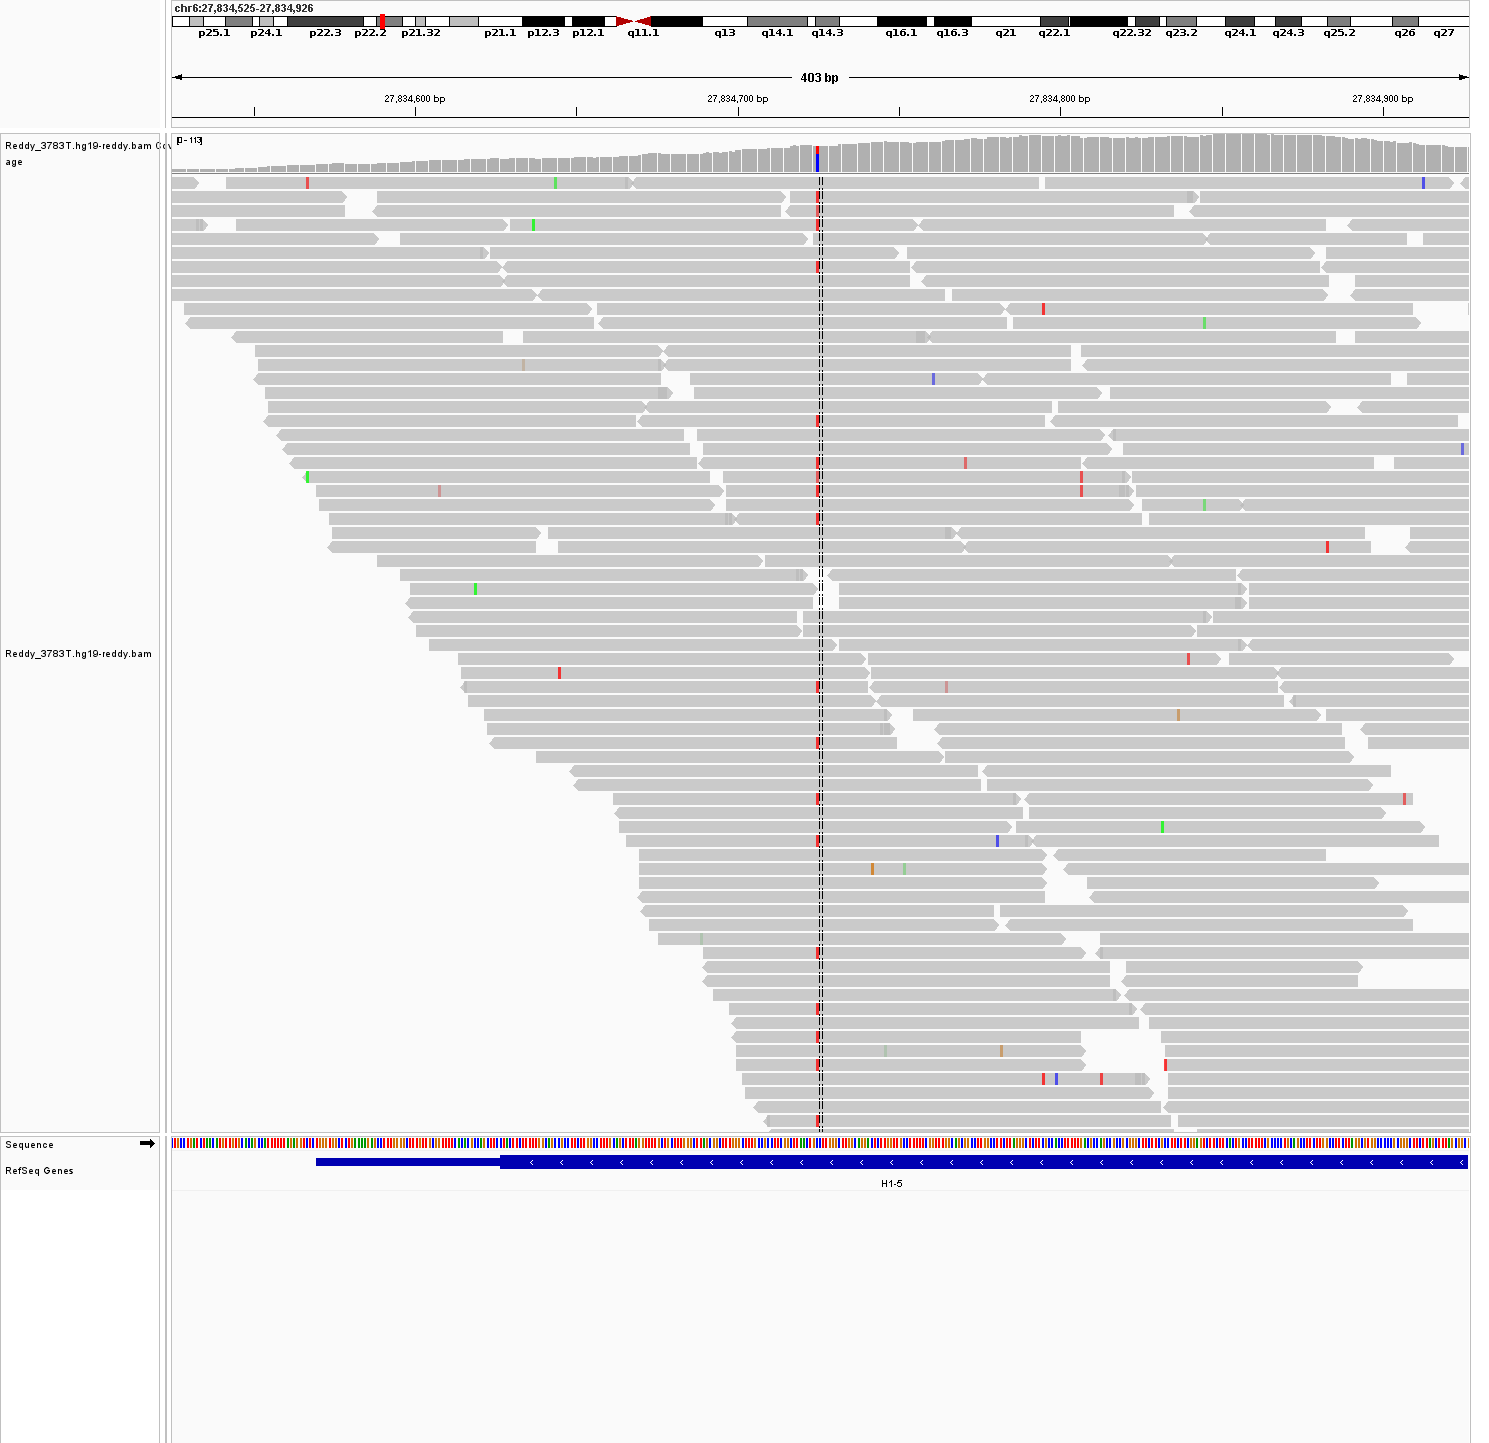 chr6:27,834,525-27,834,926
p25.1 p24.1 p22.3 p22.2 p21.32 p21.1 p12.3 p12.1 q11.1 q13 q14.1 q14.3 q16.1 q16.3 q21 q22.1 q22.32 q23.2 q24.1 q24.3 q25.2 q26 q27
403 bp
27,834,600 bp 27,834,700 bp 27,834,800 bp 27,834,900 bp
Reddy_3783T.hg19-reddy.bam Cov
age
[0 - 113]
Reddy_3783T.hg19-reddy.bam
Sequence
RefSeq Genes
H1-5